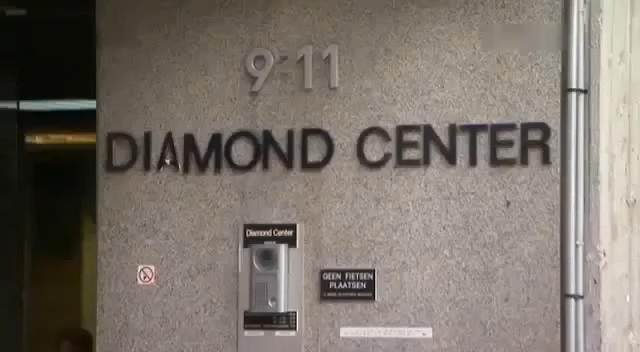 9:11
DIAMOND CENTER
Diamond Center
GEEN FIETSEN
PLAATSEN